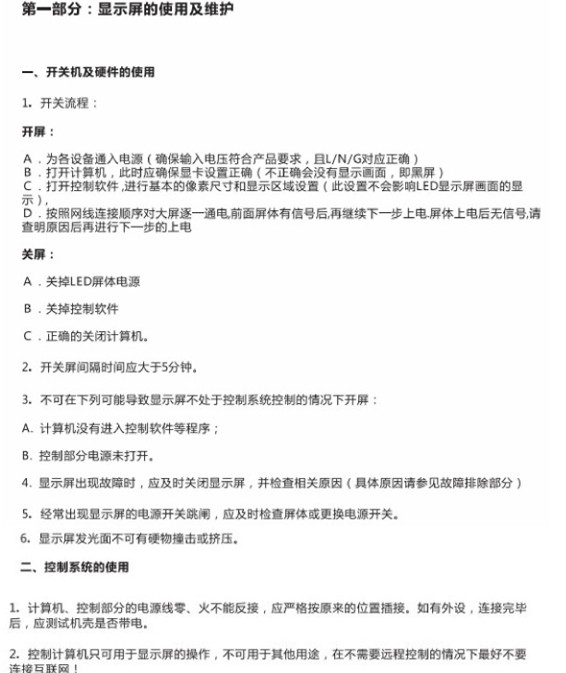 第一部分：显示屏的使用及维护
一、开关机及硬件的使用
1. 开关流程：
开屏：
A . 为各设备通入电源（确保输入电压符合产品要求，且L/N/G对应正确）
B . 打开计算机，此时应确保显卡设置正确（不正确会没有显示画面，即黑屏）
C . 打开控制软件,进行基本的像素尺寸和显示区域设置（此设置不会影响LED显示屏画面的显
示）,
D . 按照网线连接顺序对大屏逐一通电,前面屏体有信号后,再继续下一步上电.屏体上电后无信号,请
查明原因后再进行下一步的上电
关屏：
A . 关掉LED屏体电源
B . 关掉控制软件
C . 正确的关闭计算机。
2. 开关屏间隔时间应大于5分钟。
3. 不可在下列可能导致显示屏不处于控制系统控制的情况下开屏：
A. 计算机没有进入控制软件等程序；
B. 控制部分电源未打开。
4. 显示屏出现故障时，应及时关闭显示屏，并检查相关原因（具体原因请参见故障排除部分）
5. 经常出现显示屏的电源开关跳闸，应及时检查屏体或更换电源开关。
6. 显示屏发光面不可有硬物撞击或挤压。
二、控制系统的使用
1. 计算机、控制部分的电源线零、火不能反接，应严格按原来的位置插接。如有外设，连接完毕
后，应测试机壳是否带电。
2. 控制计算机只可用于显示屏的操作，不可用于其他用途，在不需要远程控制的情况下最好不要
连接互联网！